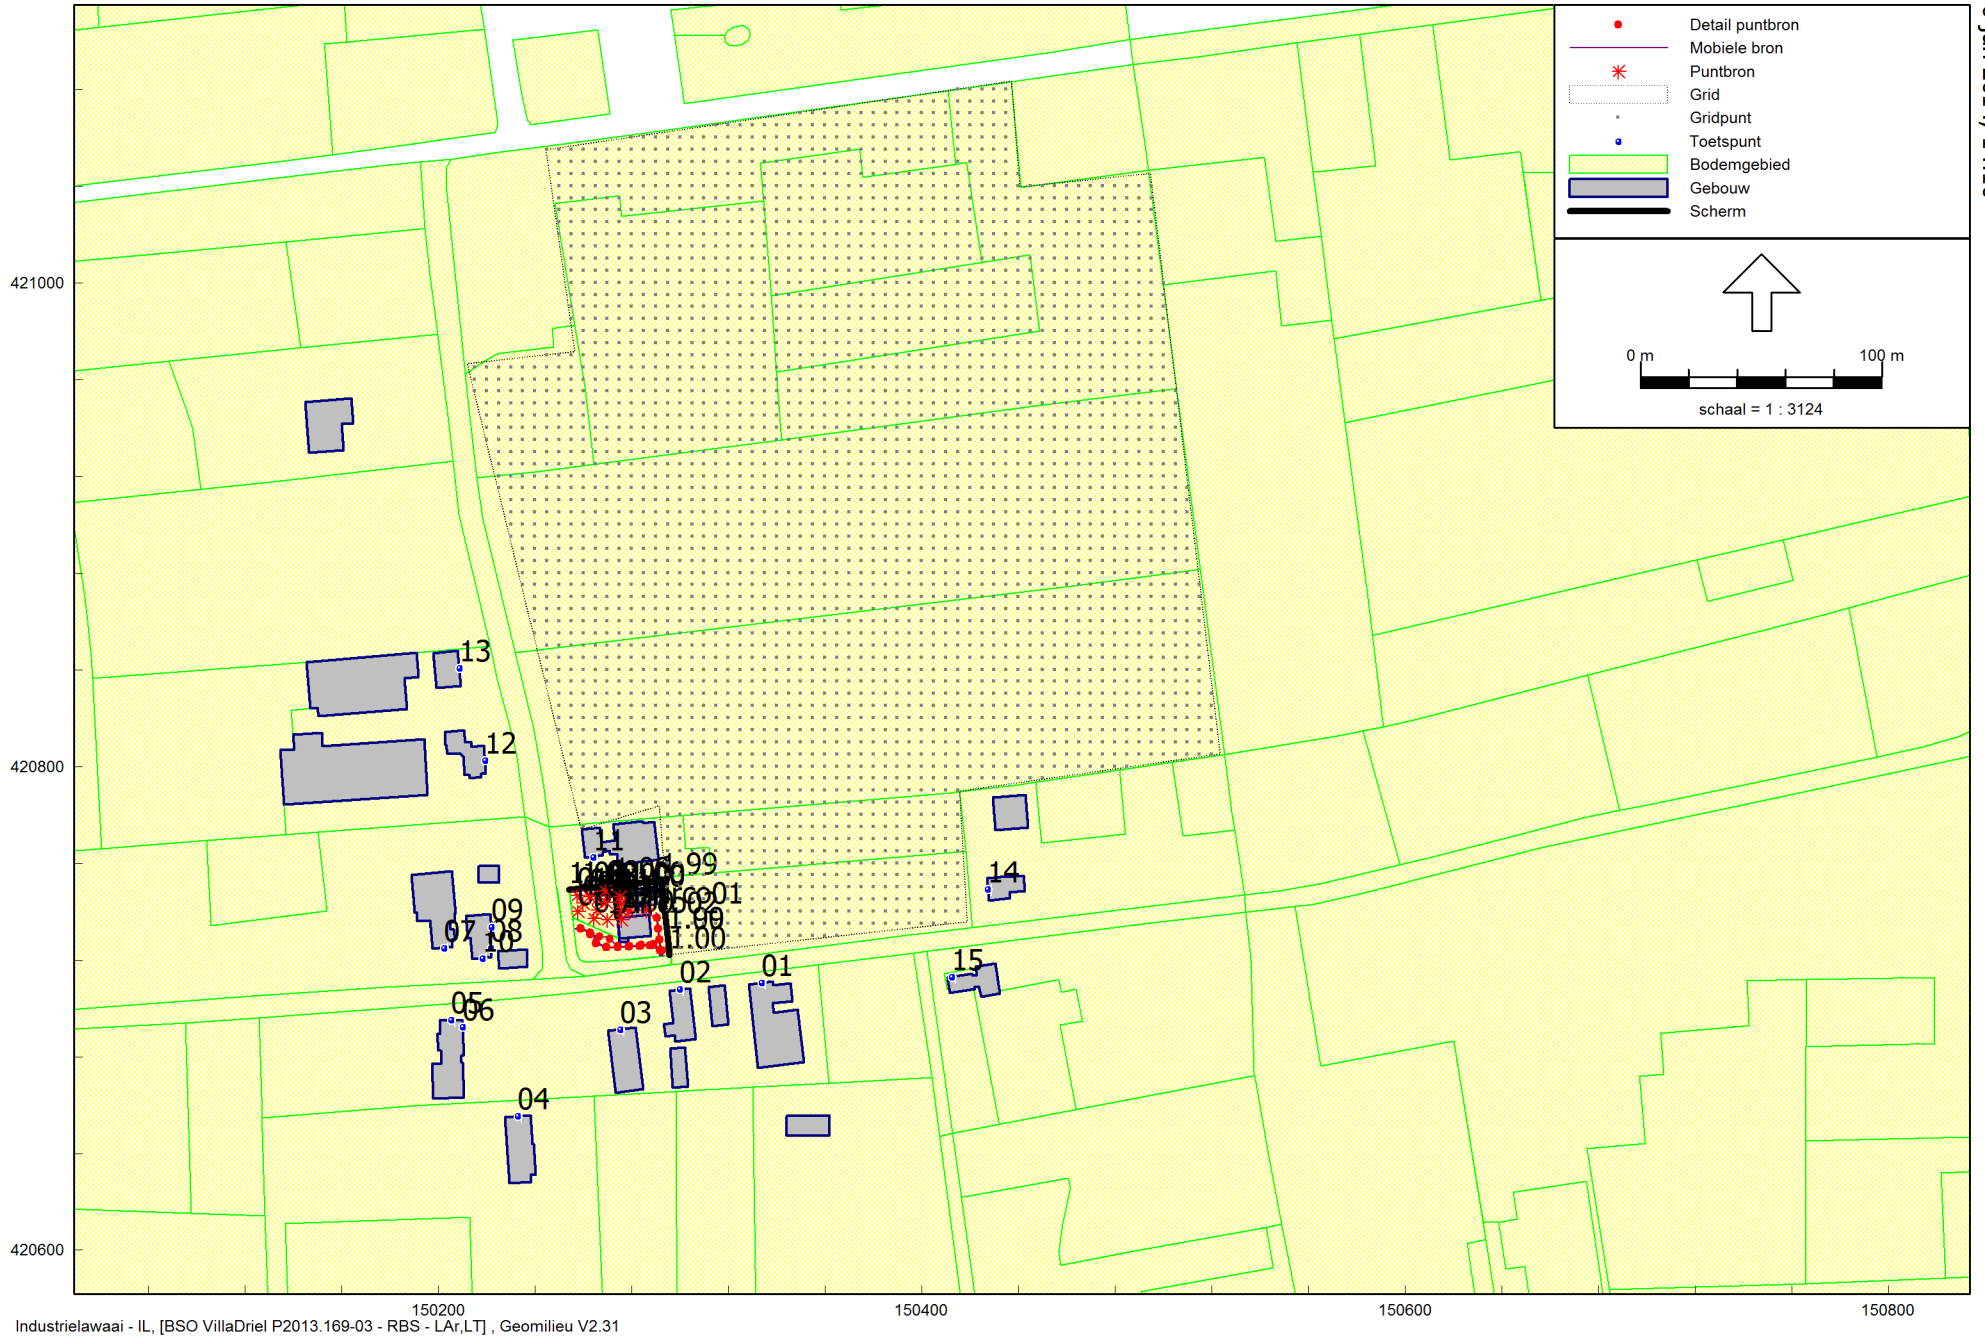 Detail puntbron
Mobiele bron
Puntbron
Grid
Gridpunt
Toetspunt
Bodemgebied
Gebouw
Scherm
0 m
100 m
schaal = 1 : 3124
421000
420800
420600
13
12
11
14
09
07
08
10
1.00
15
02
01
05
06
03
04
150200
150400
150600
150800
Industrielawaai - IL, [BSO VillaDriel P2013.169-03 - RBS - LAr,LT] , Geomilieu V2.31